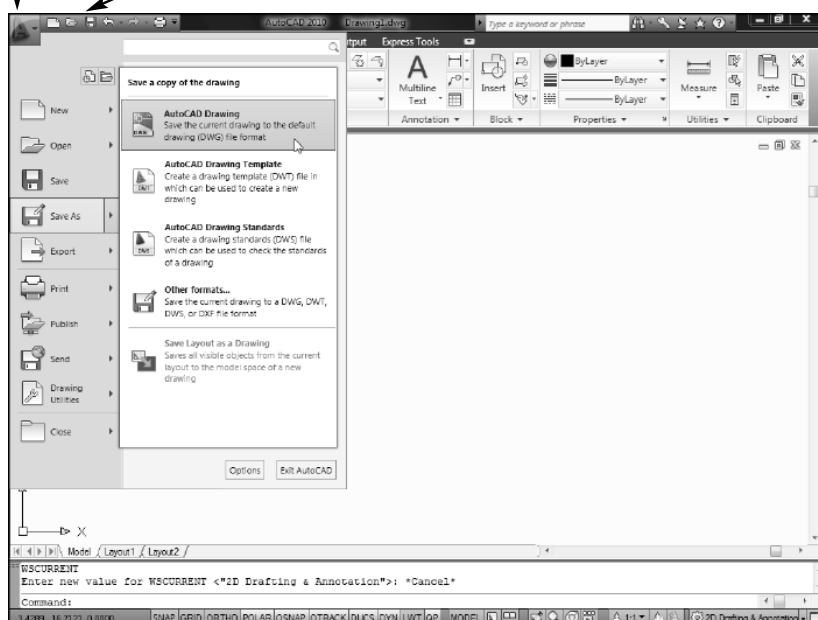 AutoCAD 2010 Drawing1.dwg
Type a keyword or phrase
tput Express Tools
Save a copy of the drawing
New
AutoCAD Drawing
Save the current drawing to the default
drawing (DWG) file format
Open
AutoCAD Drawing Template
Create a drawing template (DWT) file in
which can be used to create a new
drawing
Save
Save As
AutoCAD Drawing Standards
Create a drawing standards (DWS) file
which can be used to check the standards
of a drawing
Export
Print
Other formats...
Save the current drawing to a DWG, DWT,
DWS, or DXF file format
Publish
Save Layout as a Drawing
Saves all visible objects from the current
layout to the model space of a new
drawing
Send
Drawing
Utilities
Close
Options Exit AutoCAD
A
Multiline
Text
Annotation
Insert
Block
ByLayer
ByLayer
ByLayer
Properties
Measure
Utilities
Paste
Clipboard
X
Model Layout1 Layout2
WSCURRENT
Enter new value for WSCURRENT <"2D Drafting & Annotation">: *Cancel*
Command:
SNAP GRID ORTHO POLAR OSNAP OTRACK DUCS DYN LWT QP MODEL 1:1 2D Drafting & Annotation